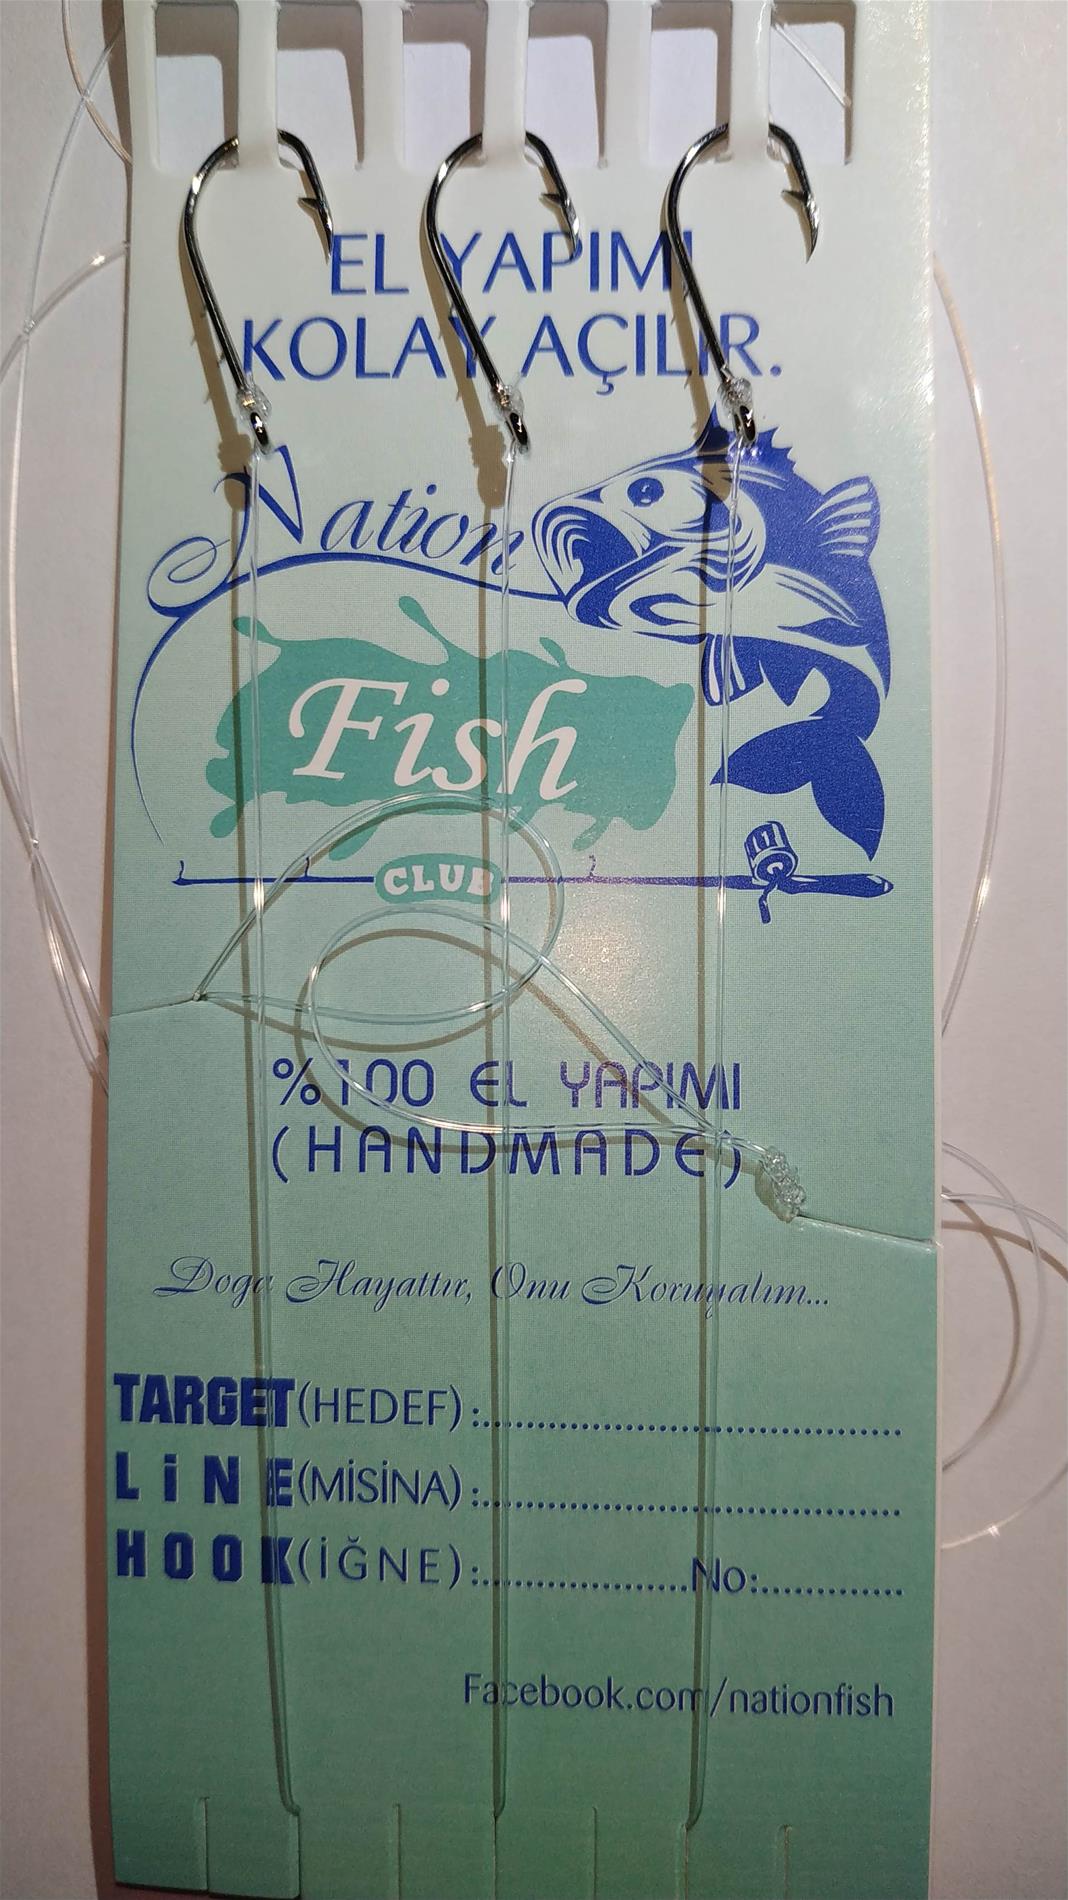 EL YAPIMI
KOLAY AÇILIR.
Nation
Fish
CLUB
%100 EL YAPIMI
(HANDMADE)
Doğa Hayattır, Onu Koruyalım...
TARGET(HEDEF):..........................................
LiNE(MİSİNA):..........................................
HOOK(İĞNE):.....................No:..............
Facebook.com/nationfish